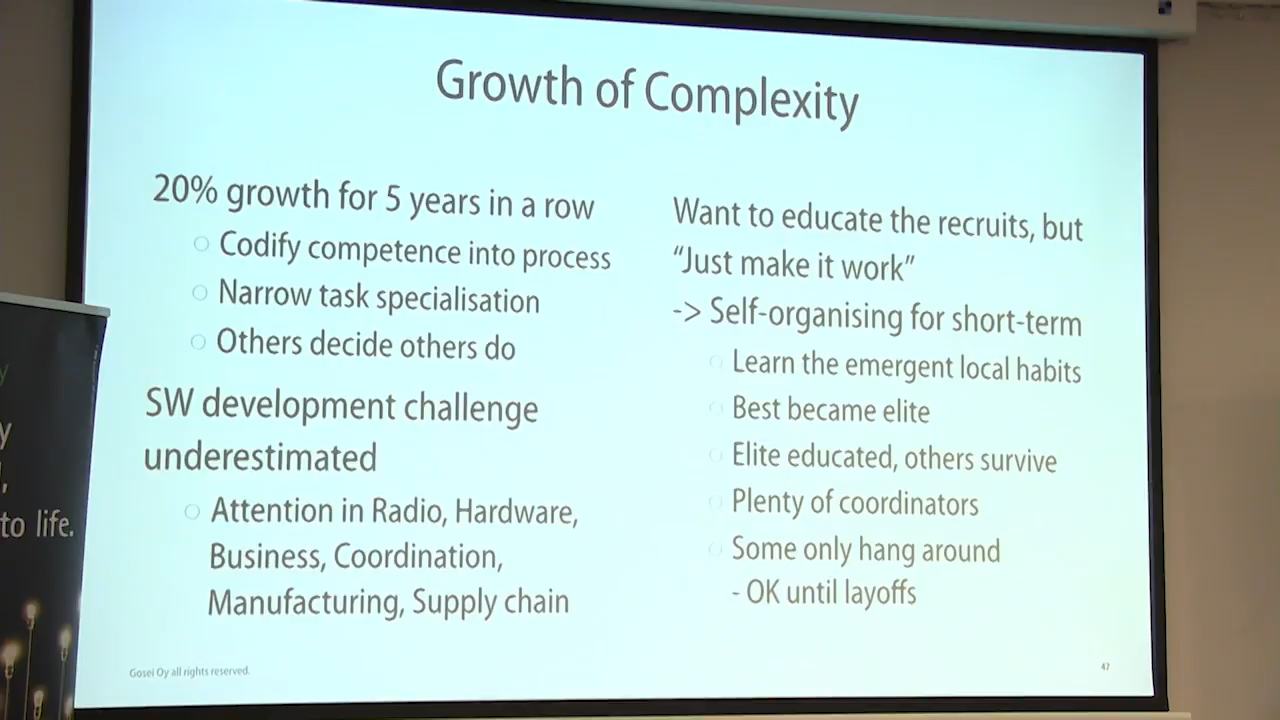 Growth of Complexity
20% growth for 5 years in a row
Codify competence into process
Narrow task specialisation
Others decide others do
SW development challenge
underestimated
Attention in Radio, Hardware,
Business, Coordination,
Manufacturing, Supply chain
Want to educate the recruits, but
“Just make it work”
-> Self-organising for short-term
Learn the emergent local habits
Best became elite
Elite educated, others survive
Plenty of coordinators
Some only hang around
- OK until layoffs
Gosei Oy all rights reserved.
47
to life.